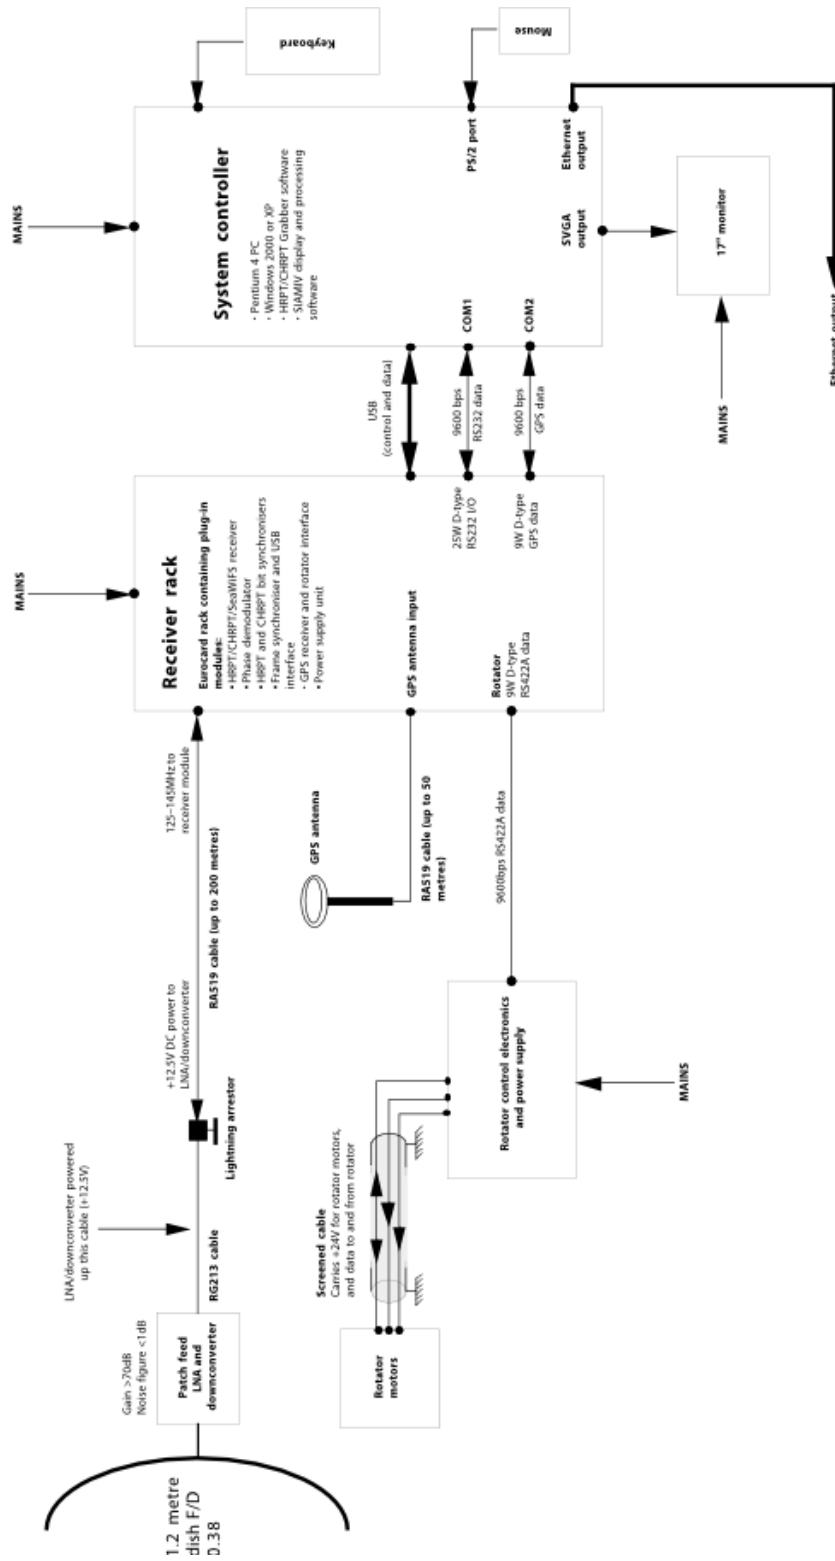 1.2 metre
dish F/D
0.38
Gain >70dB
Noise figure <1dB
Patch feed
LNA and
downconverter
LNA/downconverter powered
up this cable (+12.5V)
RG213 cable
Lightning arrestor
+12.5V DC power to
LNA/downconverter
RA519 cable (up to 200 metres)
125–145MHz to
receiver module
Rotator
motors
Screened cable
Carries +24V for rotator motors,
and data to and from rotator
Rotator control electronics
and power supply
MAINS
9600bps RS422A data
GPS antenna
RA519 cable (up to 50
metres)
MAINS
Receiver rack
Eurocard rack containing plug-in
modules:
• HRPT/CHRPT/SeaWiFS receiver
• Phase demodulator
• HRPT and CHRPT bit synchronisers
• Frame synchroniser and USB
interface
• GPS receiver and rotator interface
• Power supply unit
GPS antenna input
Rotator
9W D-type
RS422A data
25W D-type
RS232 I/O
9W D-type
GPS data
USB
(control and data)
9600 bps
RS232 data
9600 bps
GPS data
MAINS
System controller
• Pentium 4 PC
• Windows 2000 or XP
• HRPT/CHRPT Grabber software
• SIAMIV display and processing
software
COM1
COM2
PS/2 port
SVGA
output
Ethernet
output
Keyboard
Mouse
17" monitor
MAINS
Ethernet output